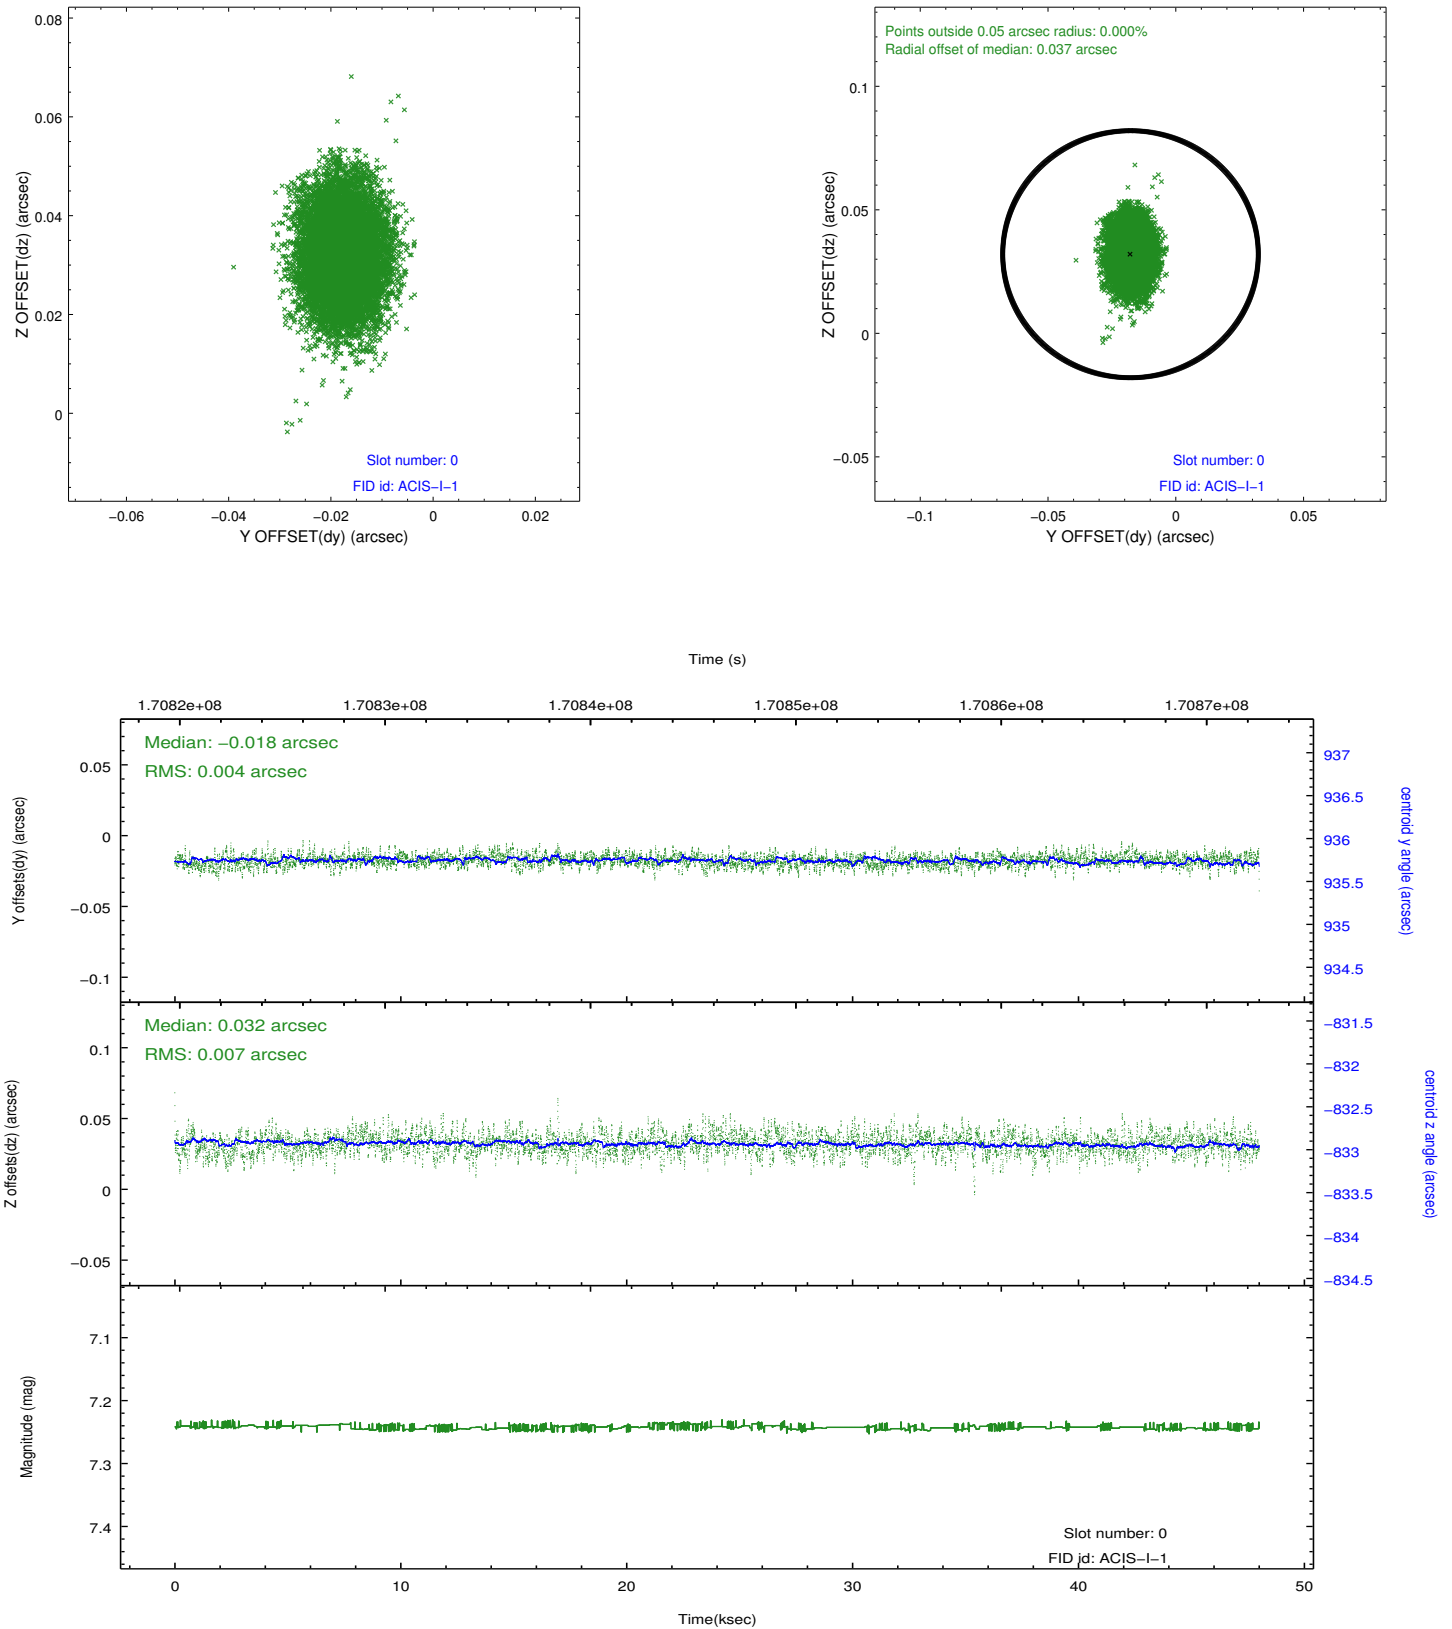 0.08
0.06
0.04
0.02
0
Z OFFSET(dz) (arcsec)
Slot number: 0
FID id: ACIS−I−1
−0.06
−0.04
−0.02
0
0.02
Y OFFSET(dy) (arcsec)
Points outside 0.05 arcsec radius: 0.000%
Radial offset of median: 0.037 arcsec
0.1
0.05
0
−0.05
Z OFFSET(dz) (arcsec)
Slot number: 0
FID id: ACIS−I−1
−0.1
−0.05
0
0.05
Y OFFSET(dy) (arcsec)
Time (s)
1.7082e+08
1.7083e+08
1.7084e+08
1.7085e+08
1.7086e+08
1.7087e+08
Median: −0.018 arcsec
RMS: 0.004 arcsec
0.05
0
−0.05
−0.1
Y offsets(dy) (arcsec)
937
936.5
936
935.5
935
934.5
centroid y angle (arcsec)
Median: 0.032 arcsec
RMS: 0.007 arcsec
0.1
0.05
0
−0.05
Z offsets(dz) (arcsec)
−831.5
−832
−832.5
−833
−833.5
−834
−834.5
centroid z angle (arcsec)
7.1
7.2
7.3
7.4
Magnitude (mag)
Slot number: 0
FID id: ACIS−I−1
0
10
20
30
40
50
Time(ksec)